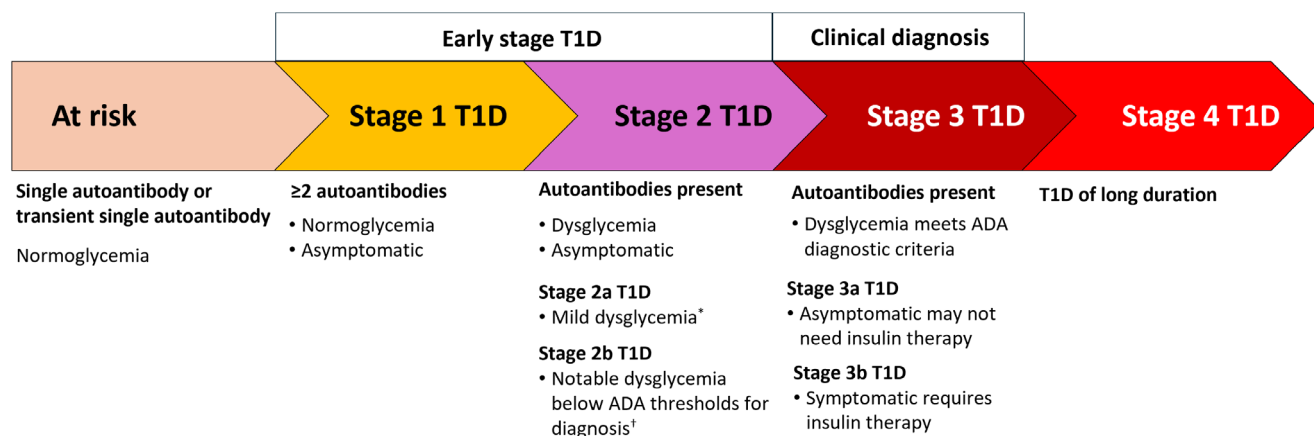 Early stage T1D
Clinical diagnosis
At risk
Stage 1 T1D
Stage 2 T1D
Stage 3 T1D
Stage 4 T1D
Single autoantibody or
transient single autoantibody
Normoglycemia
≥2 autoantibodies
• Normoglycemia
• Asymptomatic
Autoantibodies present
• Dysglycemia
• Asymptomatic
Stage 2a T1D
• Mild dysglycemia*
Stage 2b T1D
• Notable dysglycemia
below ADA thresholds for
diagnosis†
Autoantibodies present
• Dysglycemia meets ADA
diagnostic criteria
Stage 3a T1D
• Asymptomatic may not
need insulin therapy
Stage 3b T1D
• Symptomatic requires
insulin therapy
T1D of long duration